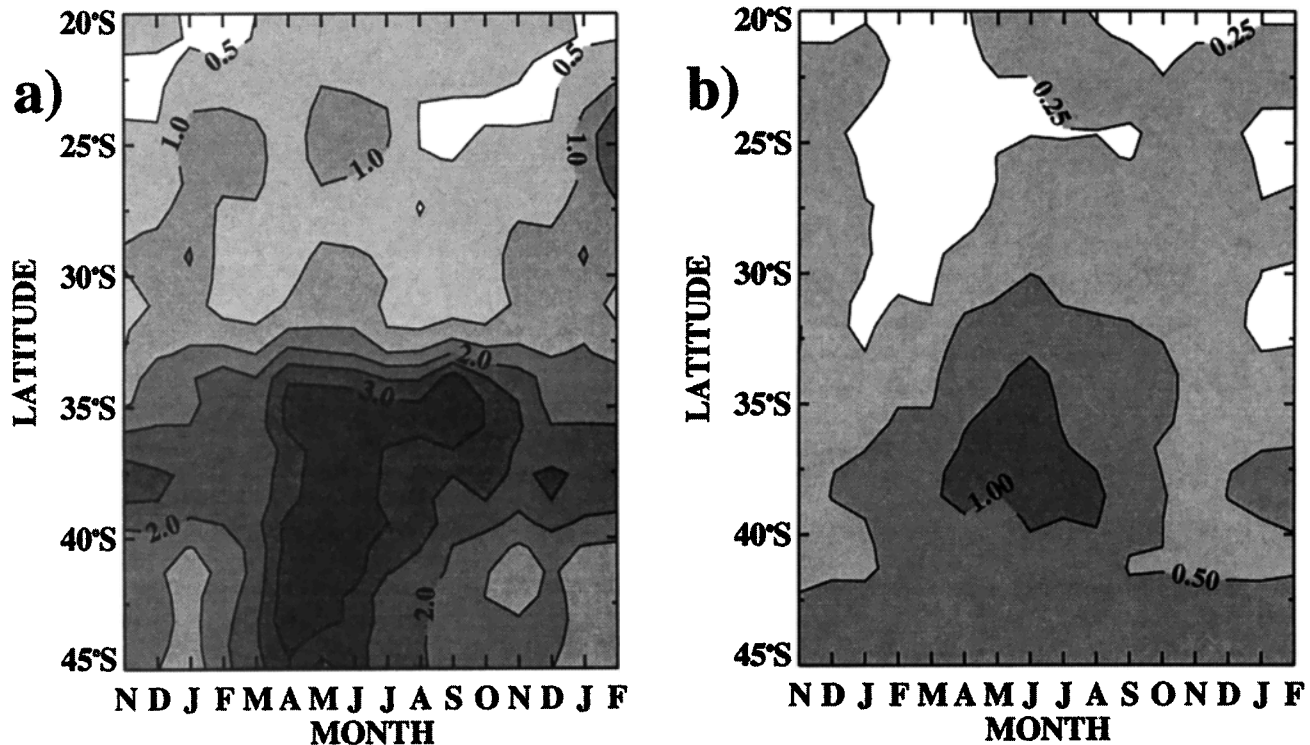 a)
20°S
25°S
30°S
35°S
40°S
45°S
LATITUDE
0.5
0.5
1.0
1.0
1.0
2.0
3.0
2.0
2.0
N D J F M A M J J A S O N D J F
MONTH
b)
20°S
25°S
30°S
35°S
40°S
45°S
LATITUDE
0.25
0.25
1.00
0.50
N D J F M A M J J A S O N D J F
MONTH